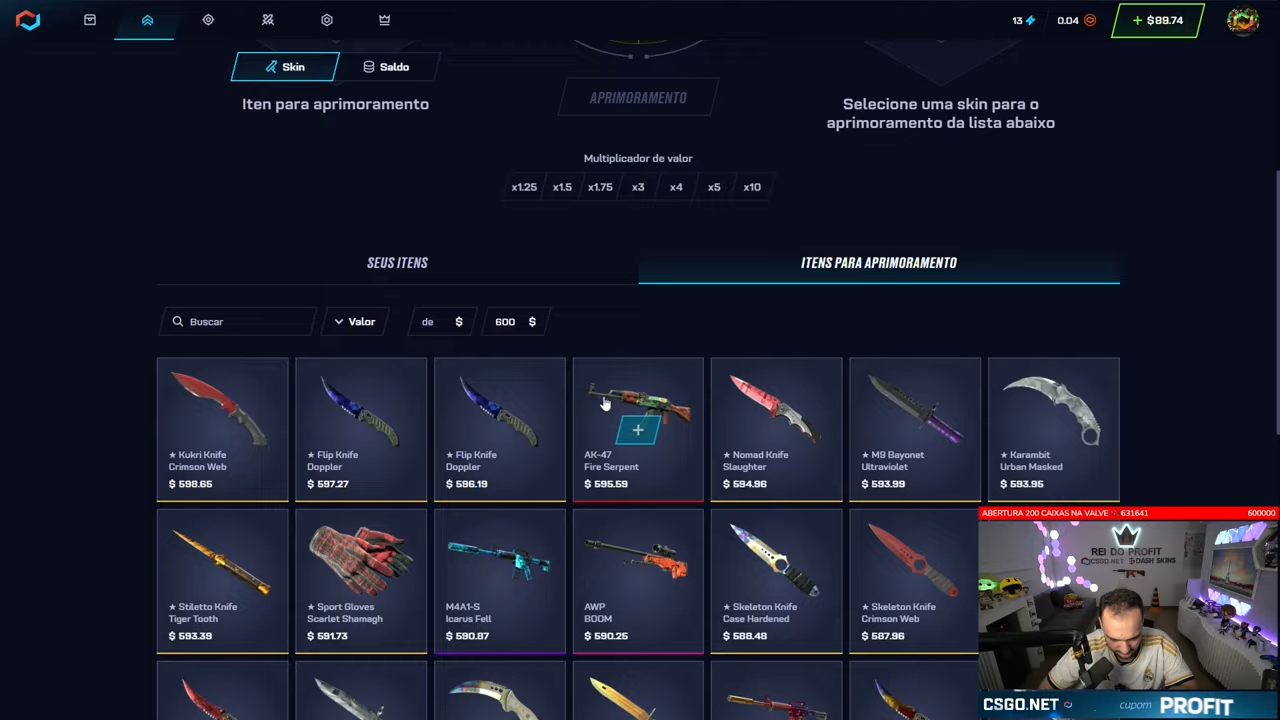 13
0.04
+ $89.74
Skin
Saldo
Iten para aprimoramento
APRIMORAMENTO
Selecione uma skin para o
aprimoramento da lista abaixo
Multiplicador de valor
x1.25 x1.5 x1.75 x3 x4 x5 x10
SEUS ITENS
ITENS PARA APRIMORAMENTO
Buscar
Valor
de $
600 $
★ Kukri Knife
Crimson Web
$ 598.65
★ Flip Knife
Doppler
$ 597.27
★ Flip Knife
Doppler
$ 596.19
+
AK-47
Fire Serpent
$ 595.59
★ Nomad Knife
Slaughter
$ 594.96
★ M9 Bayonet
Ultraviolet
$ 593.99
★ Karambit
Urban Masked
$ 593.95
★ Stiletto Knife
Tiger Tooth
$ 593.39
★ Sport Gloves
Scarlet Shamagh
$ 591.73
M4A1-S
Icarus Fell
$ 590.87
AWP
BOOM
$ 590.25
★ Skeleton Knife
Case Hardened
$ 588.48
★ Skeleton Knife
Crimson Web
$ 587.96
ABERTURA 200 CAIXAS NA VALVE 631641 600000
REI DO PROFIT
CSGO.NET DASH SKINS
CSGO.NET cupom PROFIT